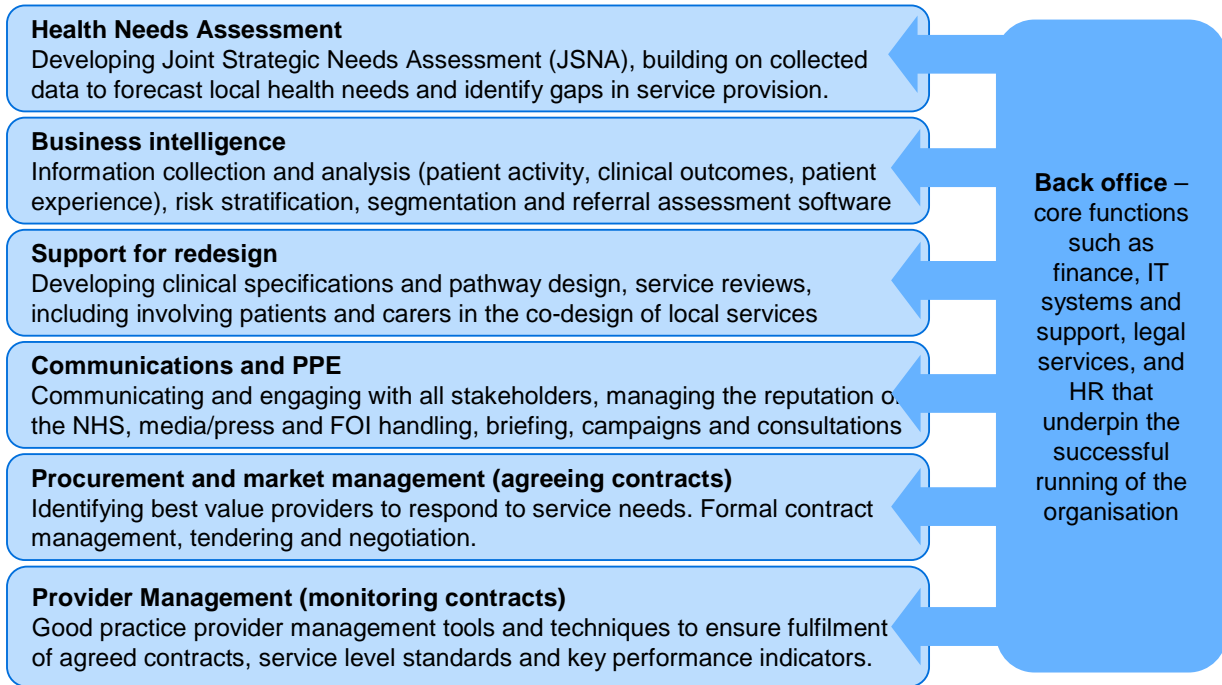 Health Needs Assessment
Developing Joint Strategic Needs Assessment (JSNA), building on collected
data to forecast local health needs and identify gaps in service provision.
Business intelligence
Information collection and analysis (patient activity, clinical outcomes, patient
experience), risk stratification, segmentation and referral assessment software
Support for redesign
Developing clinical specifications and pathway design, service reviews,
including involving patients and carers in the co-design of local services
Communications and PPE
Communicating and engaging with all stakeholders, managing the reputation of
the NHS, media/press and FOI handling, briefing, campaigns and consultations
Procurement and market management (agreeing contracts)
Identifying best value providers to respond to service needs. Formal contract
management, tendering and negotiation.
Provider Management (monitoring contracts)
Good practice provider management tools and techniques to ensure fulfilment
of agreed contracts, service level standards and key performance indicators.
Back office –
core functions
such as
finance, IT
systems and
support, legal
services, and
HR that
underpin the
successful
running of the
organisation